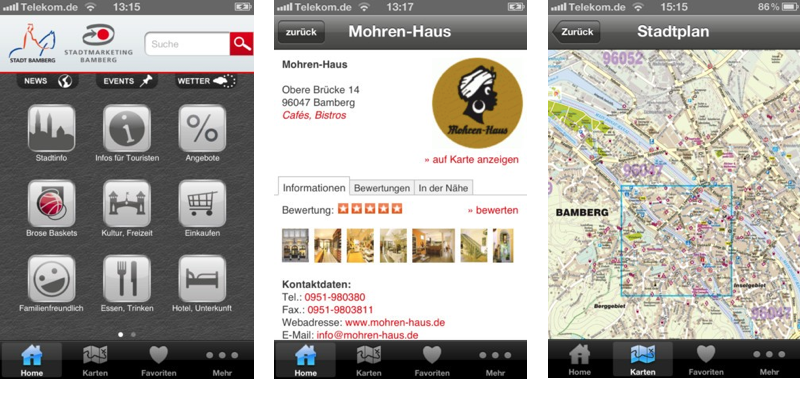 Telekom.de 13:15
STADT BAMBERG
STADTMARKETING
BAMBERG
Suche
NEWS EVENTS WETTER
Stadtinfo Infos für Touristen Angebote
Brose Baskets Kultur, Freizeit Einkaufen
Familienfreundlich Essen, Trinken Hotel, Unterkunft
Home Karten Favoriten Mehr
Telekom.de 13:17
zurück Mohren-Haus
Mohren-Haus
Obere Brücke 14
96047 Bamberg
Cafés, Bistros
Mohren-Haus
» auf Karte anzeigen
Informationen Bewertungen In der Nähe
Bewertung: » bewerten
Kontaktdaten:
Tel.: 0951-980380
Fax.: 0951-9803811
Webadresse: www.mohren-haus.de
E-Mail: info@mohren-haus.de
Home Karten Favoriten Mehr
Telekom.de 15:15 86 %
Zurück Stadtplan
96052
96047
BAMBERG
Inselgebiet
Berggebiet
Home Karten Favoriten Mehr